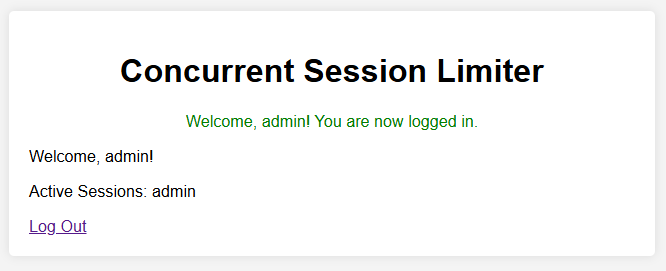 Concurrent Session Limiter
Welcome, admin! You are now logged in.
Welcome, admin!
Active Sessions: admin
Log Out